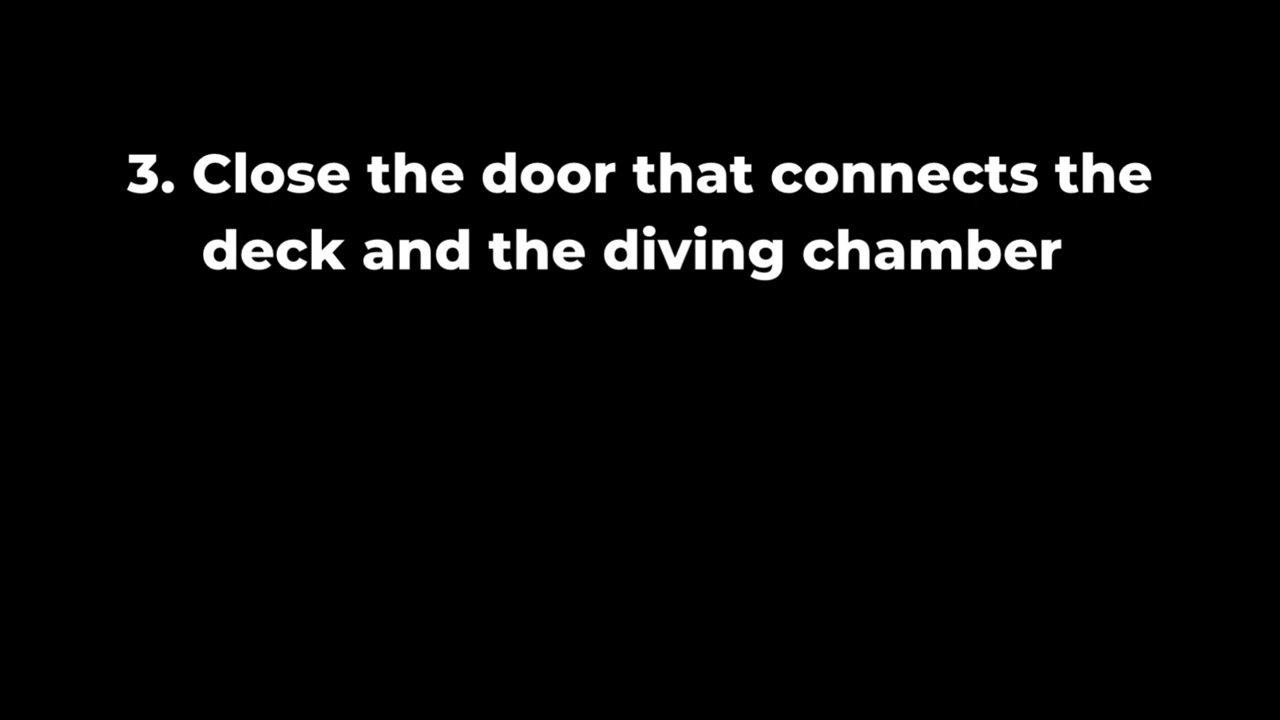 3. Close the door that connects the
deck and the diving chamber